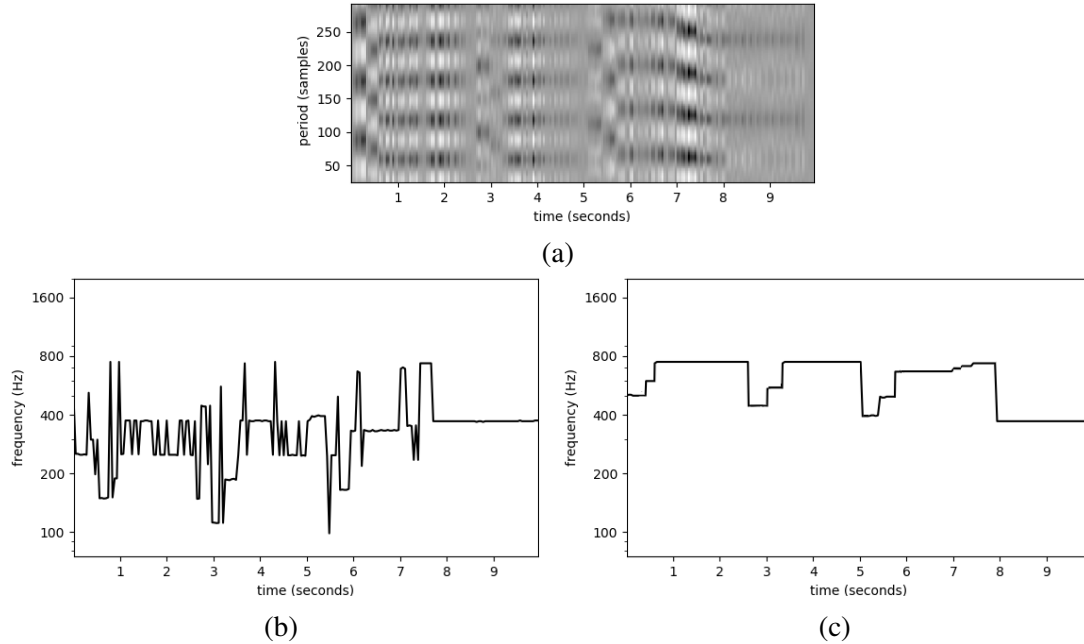 250
200
150
100
50
period (samples)
1 2 3 4 5 6 7 8 9
time (seconds)
(a)
1600
800
400
200
100
frequency (Hz)
1 2 3 4 5 6 7 8 9
time (seconds)
(b)
1600
800
400
200
100
frequency (Hz)
1 2 3 4 5 6 7 8 9
time (seconds)
(c)